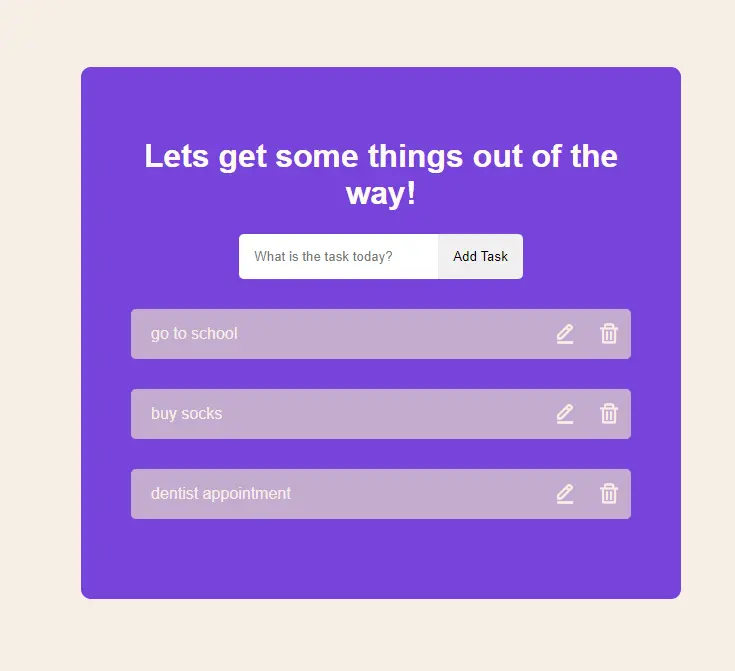 Lets get some things out of the
way!
What is the task today? Add Task
go to school
buy socks
dentist appointment